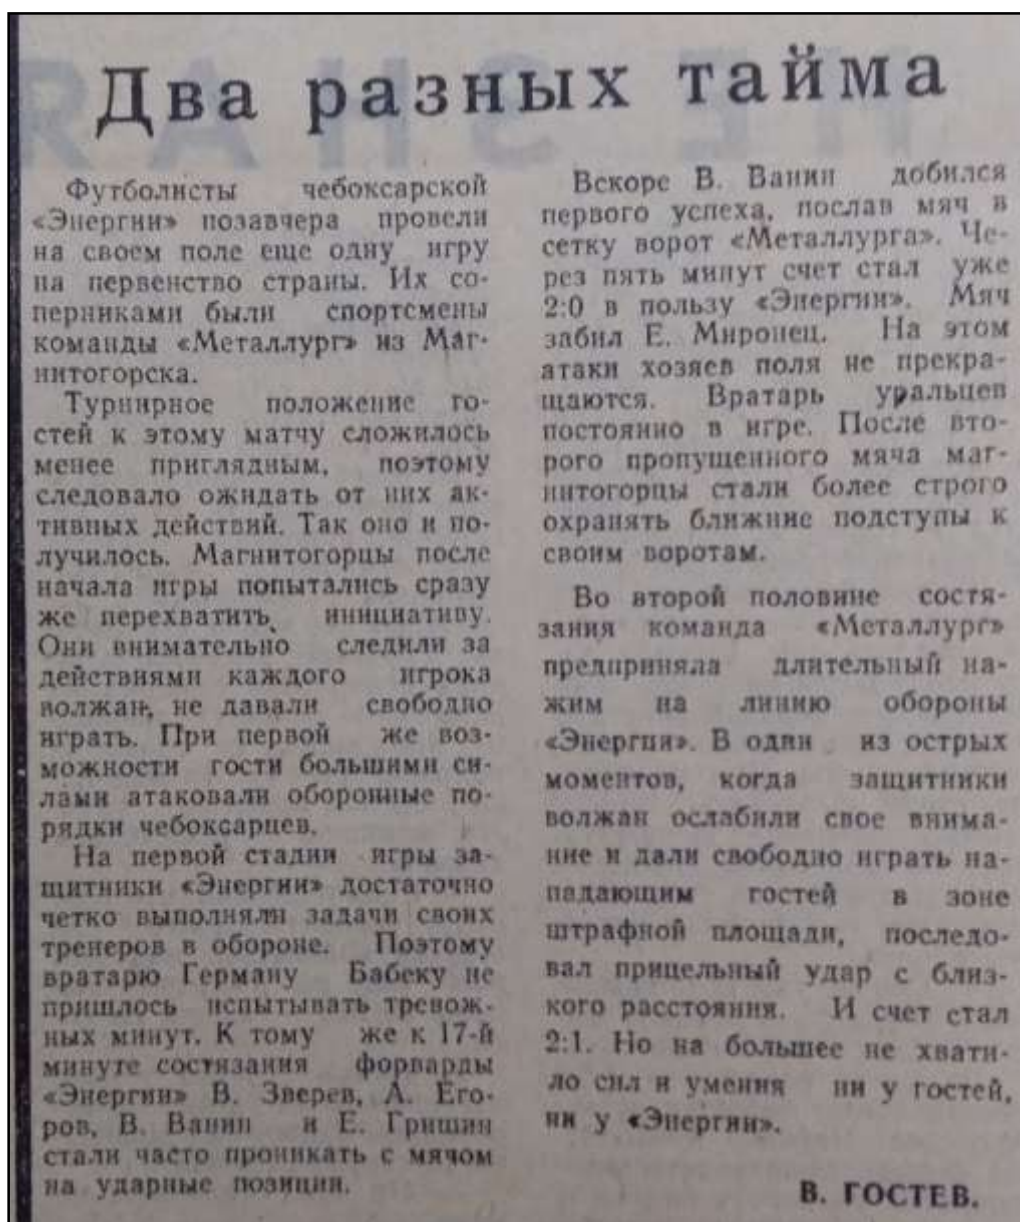 Два разных тайма
Футболисты чебоксарской
«Энергии» позавчера провели
на своем поле еще одну игру
на первенство страны. Их со-
перниками были спортсмены
команды «Металлург» из Маг-
нитогорска.
Турнирное положение го-
стей к этому матчу сложилось
менее приглядным, поэтому
следовало ожидать от них ак-
тивных действий. Так оно и по-
лучилось. Магнитогорцы после
начала игры попытались сразу
же перехватить инициативу.
Они внимательно следили за
действиями каждого игрока
волжан, не давали свободно
играть. При первой же воз-
можности гости большими си-
лами атаковали оборонные по-
рядки чебоксарцев.
На первой стадии игры за-
щитники «Энергии» достаточно
четко выполняли задачи своих
тренеров в обороне. Поэтому
вратарю Герману Бабеку не
пришлось испытывать тревож-
ных минут. К тому же к 17-й
минуте состязания форварды
«Энергии» В. Зверев, А. Его-
ров, В. Ванин и Е. Гришин
стали часто проникать с мячом
на ударные позиции.
Вскоре В. Ванин добился
первого успеха, послав мяч в
сетку ворот «Металлурга». Че-
рез пять минут счет стал уже
2:0 в пользу «Энергии». Мяч
забил Е. Миронец. На этом
атаки хозяев поля не прекра-
щаются. Вратарь уральцев
постоянно в игре. После вто-
рого пропущенного мяча маг-
нитогорцы стали более строго
охранять ближние подступы к
своим воротам.
Во второй половине состя-
зания команда «Металлург»
предприняла длительный на-
жим на линию обороны
«Энергии». В один из острых
моментов, когда защитники
волжан ослабили свое внима-
ние и дали свободно играть на-
падающим гостей в зоне
штрафной площади, последо-
вал прицельный удар с близ-
кого расстояния. И счет стал
2:1. Но на большее не хвати-
ло сил и умения ни у гостей,
ни у «Энергии».
В. ГОСТЕВ.